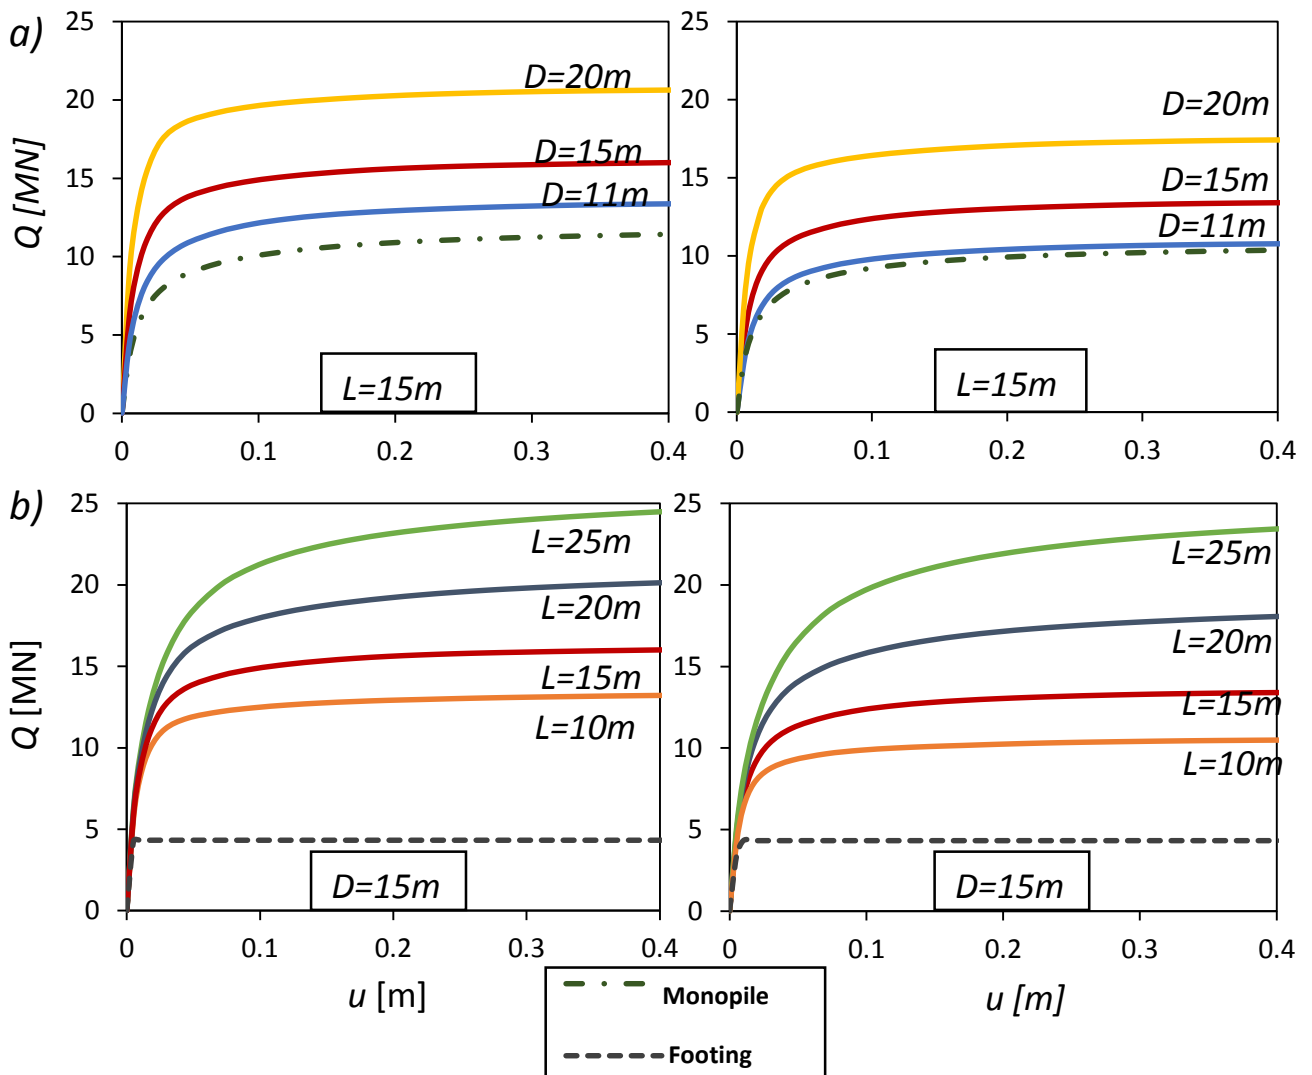 a)
Q [MN]
25
20
15
10
5
0
D=20m
D=15m
D=11m
L=15m
0 0.1 0.2 0.3 0.4
25
20
15
10
5
0
D=20m
D=15m
D=11m
L=15m
0 0.1 0.2 0.3 0.4
b)
Q [MN]
25
20
15
10
5
0
L=25m
L=20m
L=15m
L=10m
D=15m
0 0.1 0.2 0.3 0.4
u [m]
25
20
15
10
5
0
L=25m
L=20m
L=15m
L=10m
D=15m
0 0.1 0.2 0.3 0.4
u [m]
Monopile
Footing